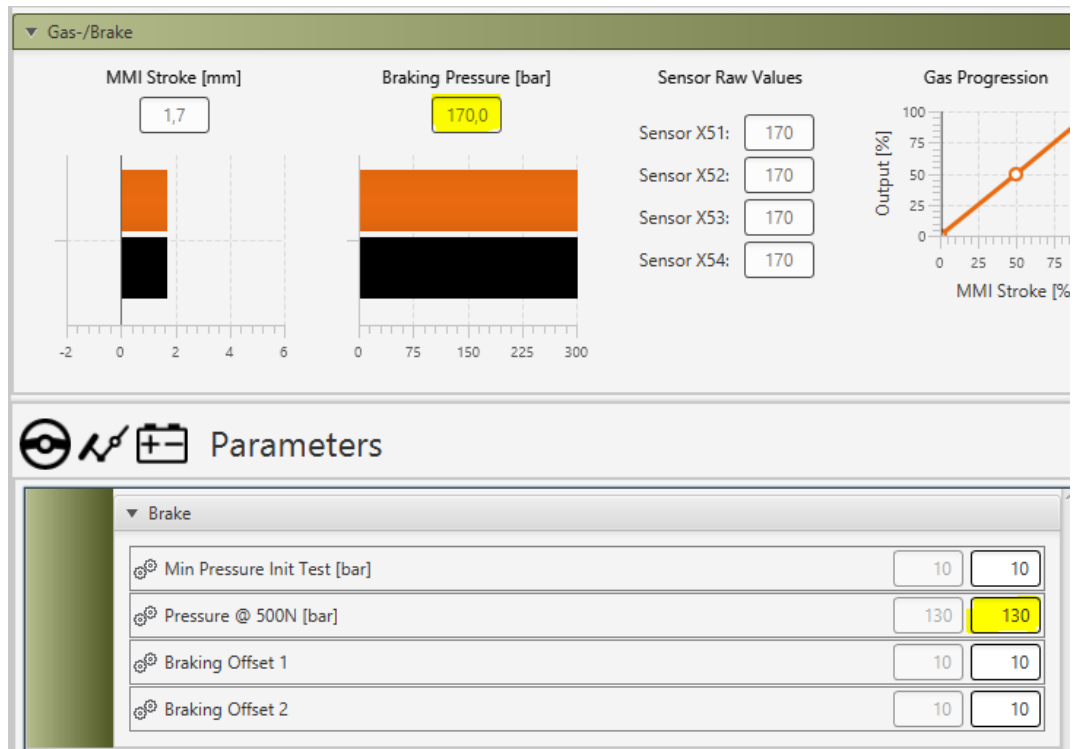 Gas-/Brake
MMI Stroke [mm]
1,7
-2 0 2 4 6
Braking Pressure [bar]
170,0
0 75 150 225 300
Sensor Raw Values
Sensor X51: 170
Sensor X52: 170
Sensor X53: 170
Sensor X54: 170
Gas Progression
Output [%]
100
75
50
25
0
0 25 50 75
MMI Stroke [%
Parameters
Brake
Min Pressure Init Test [bar] 10 10
Pressure @ 500N [bar] 130 130
Braking Offset 1 10 10
Braking Offset 2 10 10